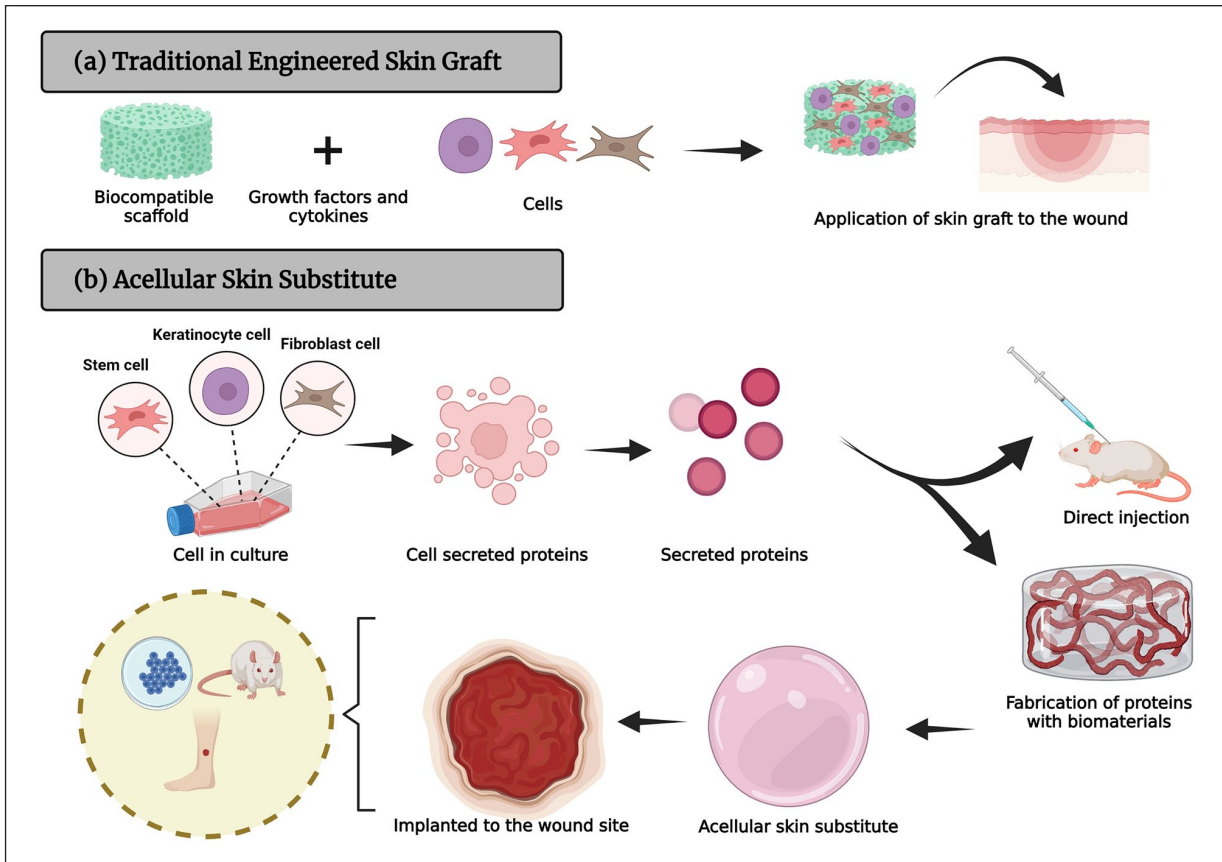 (a) Traditional Engineered Skin Graft
+
Biocompatible
scaffold
Growth factors and
cytokines
Cells
Application of skin graft to the wound
(b) Acellular Skin Substitute
Stem cell
Keratinocyte cell
Fibroblast cell
Cell in culture
Cell secreted proteins
Secreted proteins
Direct injection
Fabrication of proteins
with biomaterials
Acellular skin substitute
Implanted to the wound site